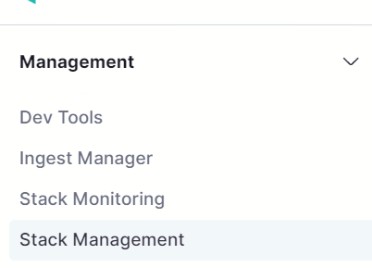 Management
Dev Tools
Ingest Manager
Stack Monitoring
Stack Management